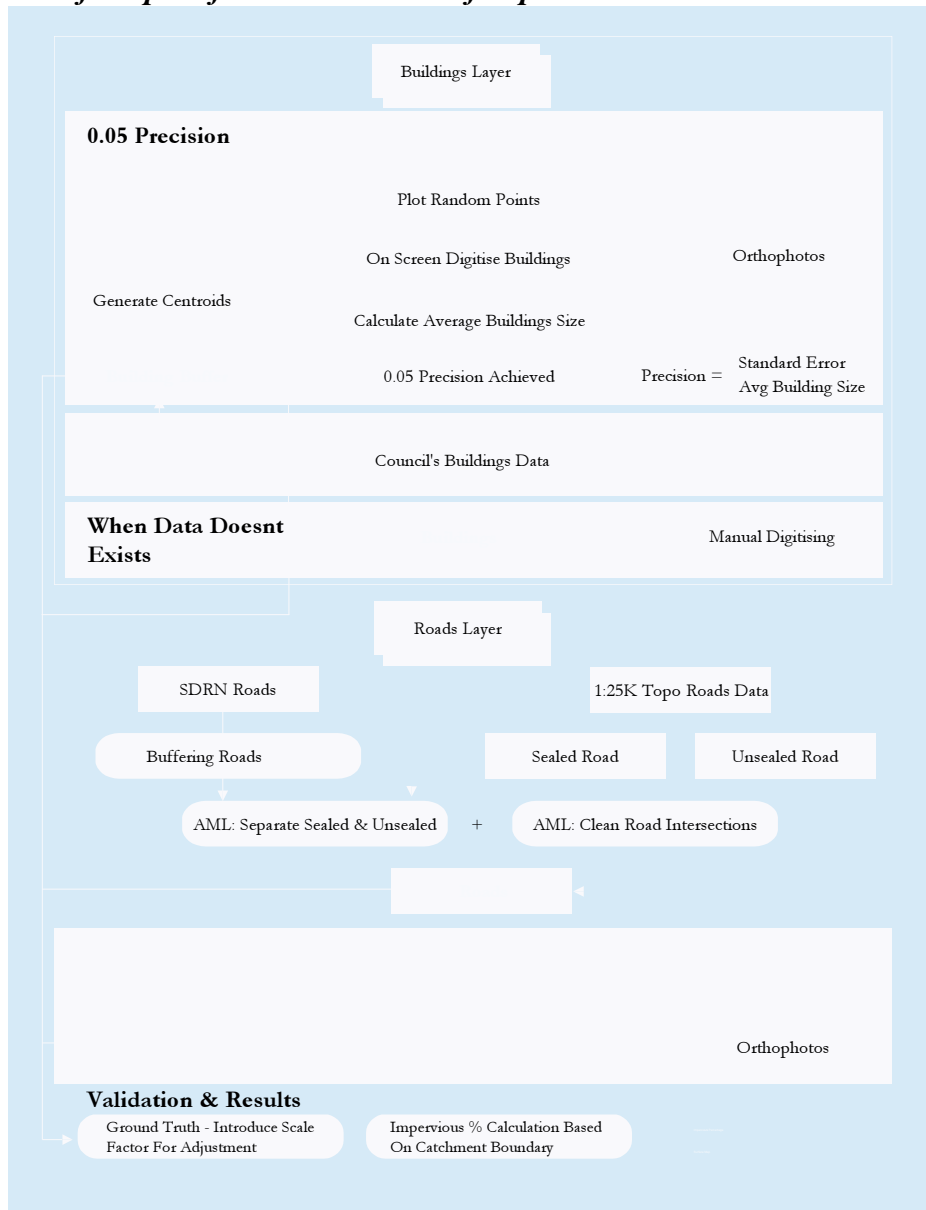 Buildings Layer
0.05 Precision
Plot Random Points
On Screen Digitise Buildings
Orthophotos
Generate Centroids
Calculate Average Buildings Size
0.05 Precision Achieved
Precision =
Standard Error
Avg Building Size
Council's Buildings Data
When Data Doesnt
Exists
Manual Digitising
Roads Layer
SDRN Roads
1:25K Topo Roads Data
Buffering Roads
Sealed Road
Unsealed Road
AML: Separate Sealed & Unsealed
+
AML: Clean Road Intersections
Orthophotos
Validation & Results
Ground Truth - Introduce Scale
Factor For Adjustment
Impervious % Calculation Based
On Catchment Boundary